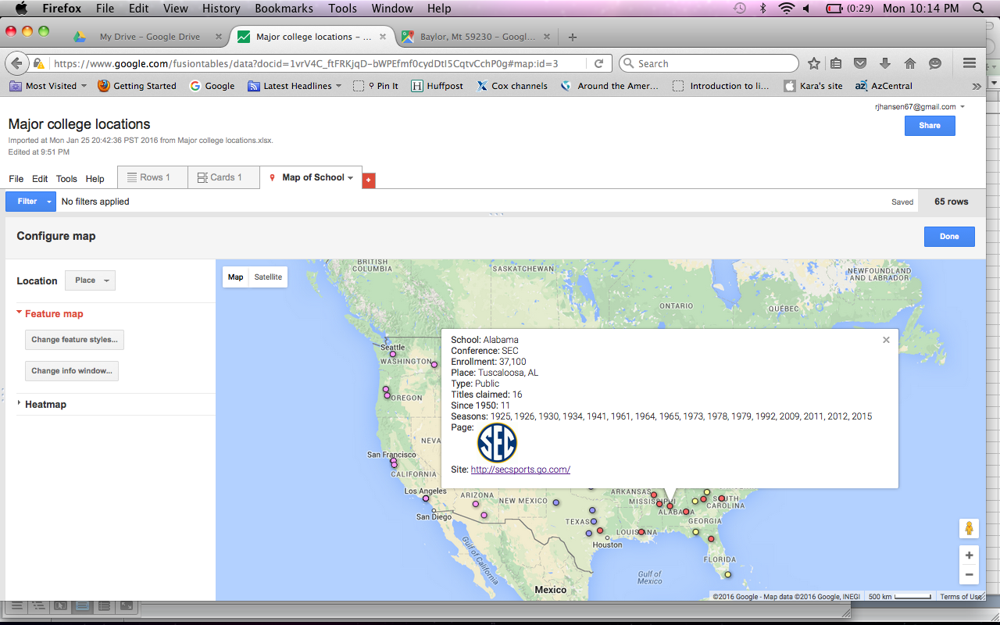 Firefox File Edit View History Bookmarks Tools Window Help (0:29) Mon 10:14 PM
My Drive – Google Drive × Major college locations – ... × Baylor, Mt 59230 – Googl... × +
https://www.google.com/fusiontables/data?docid=1vrV4C_ftFRKjqD-bWPEfmf0cydDtI5CqtvCchP0g#map:id=3 Search
Most Visited Getting Started Google Latest Headlines Pin It Huffpost Cox channels Around the Amer... Introduction to li... Kara's site AzCentral »
rjhansen67@gmail.com
Major college locations
Share
Imported at Mon Jan 25 20:42:36 PST 2016 from Major college locations.xlsx.
Edited at 9:51 PM
File Edit Tools Help Rows 1 Cards 1 Map of School +
Filter No filters applied Saved 65 rows
Configure map Done
Location Place
Feature map
Change feature styles...
Change info window...
Heatmap
Map Satellite
BRITISH
COLUMBIA
SASKATCHEWAN
NEWFOUNDLAND
AND LABRADOR
ONTARIO
QUEBEC
Seattle
WASHINGTON
OREGON
NEVA
San Francisco
CALIFORNIA
Los Angeles
San Diego
ARIZONA
NEW MEXICO
School: Alabama
Conference: SEC
Enrollment: 37,100
Place: Tuscaloosa, AL
Type: Public
Titles claimed: 16
Since 1950: 11
Seasons: 1925, 1926, 1930, 1934, 1941, 1961, 1964, 1965, 1973, 1978, 1979, 1992, 2009, 2011, 2012, 2015
Page:
SEC
Site: http://secsports.go.com/
ARKANSAS
MISSISSIPPI
ALABAMA
SOUTH
CAROLINA
GEORGIA
TEXAS
LOUISIANA
Houston
FLORIDA
Gulf of California
Gulf of
Mexico
Mexico
+
−
©2016 Google - Map data ©2016 Google, INEGI 500 km Terms of Use